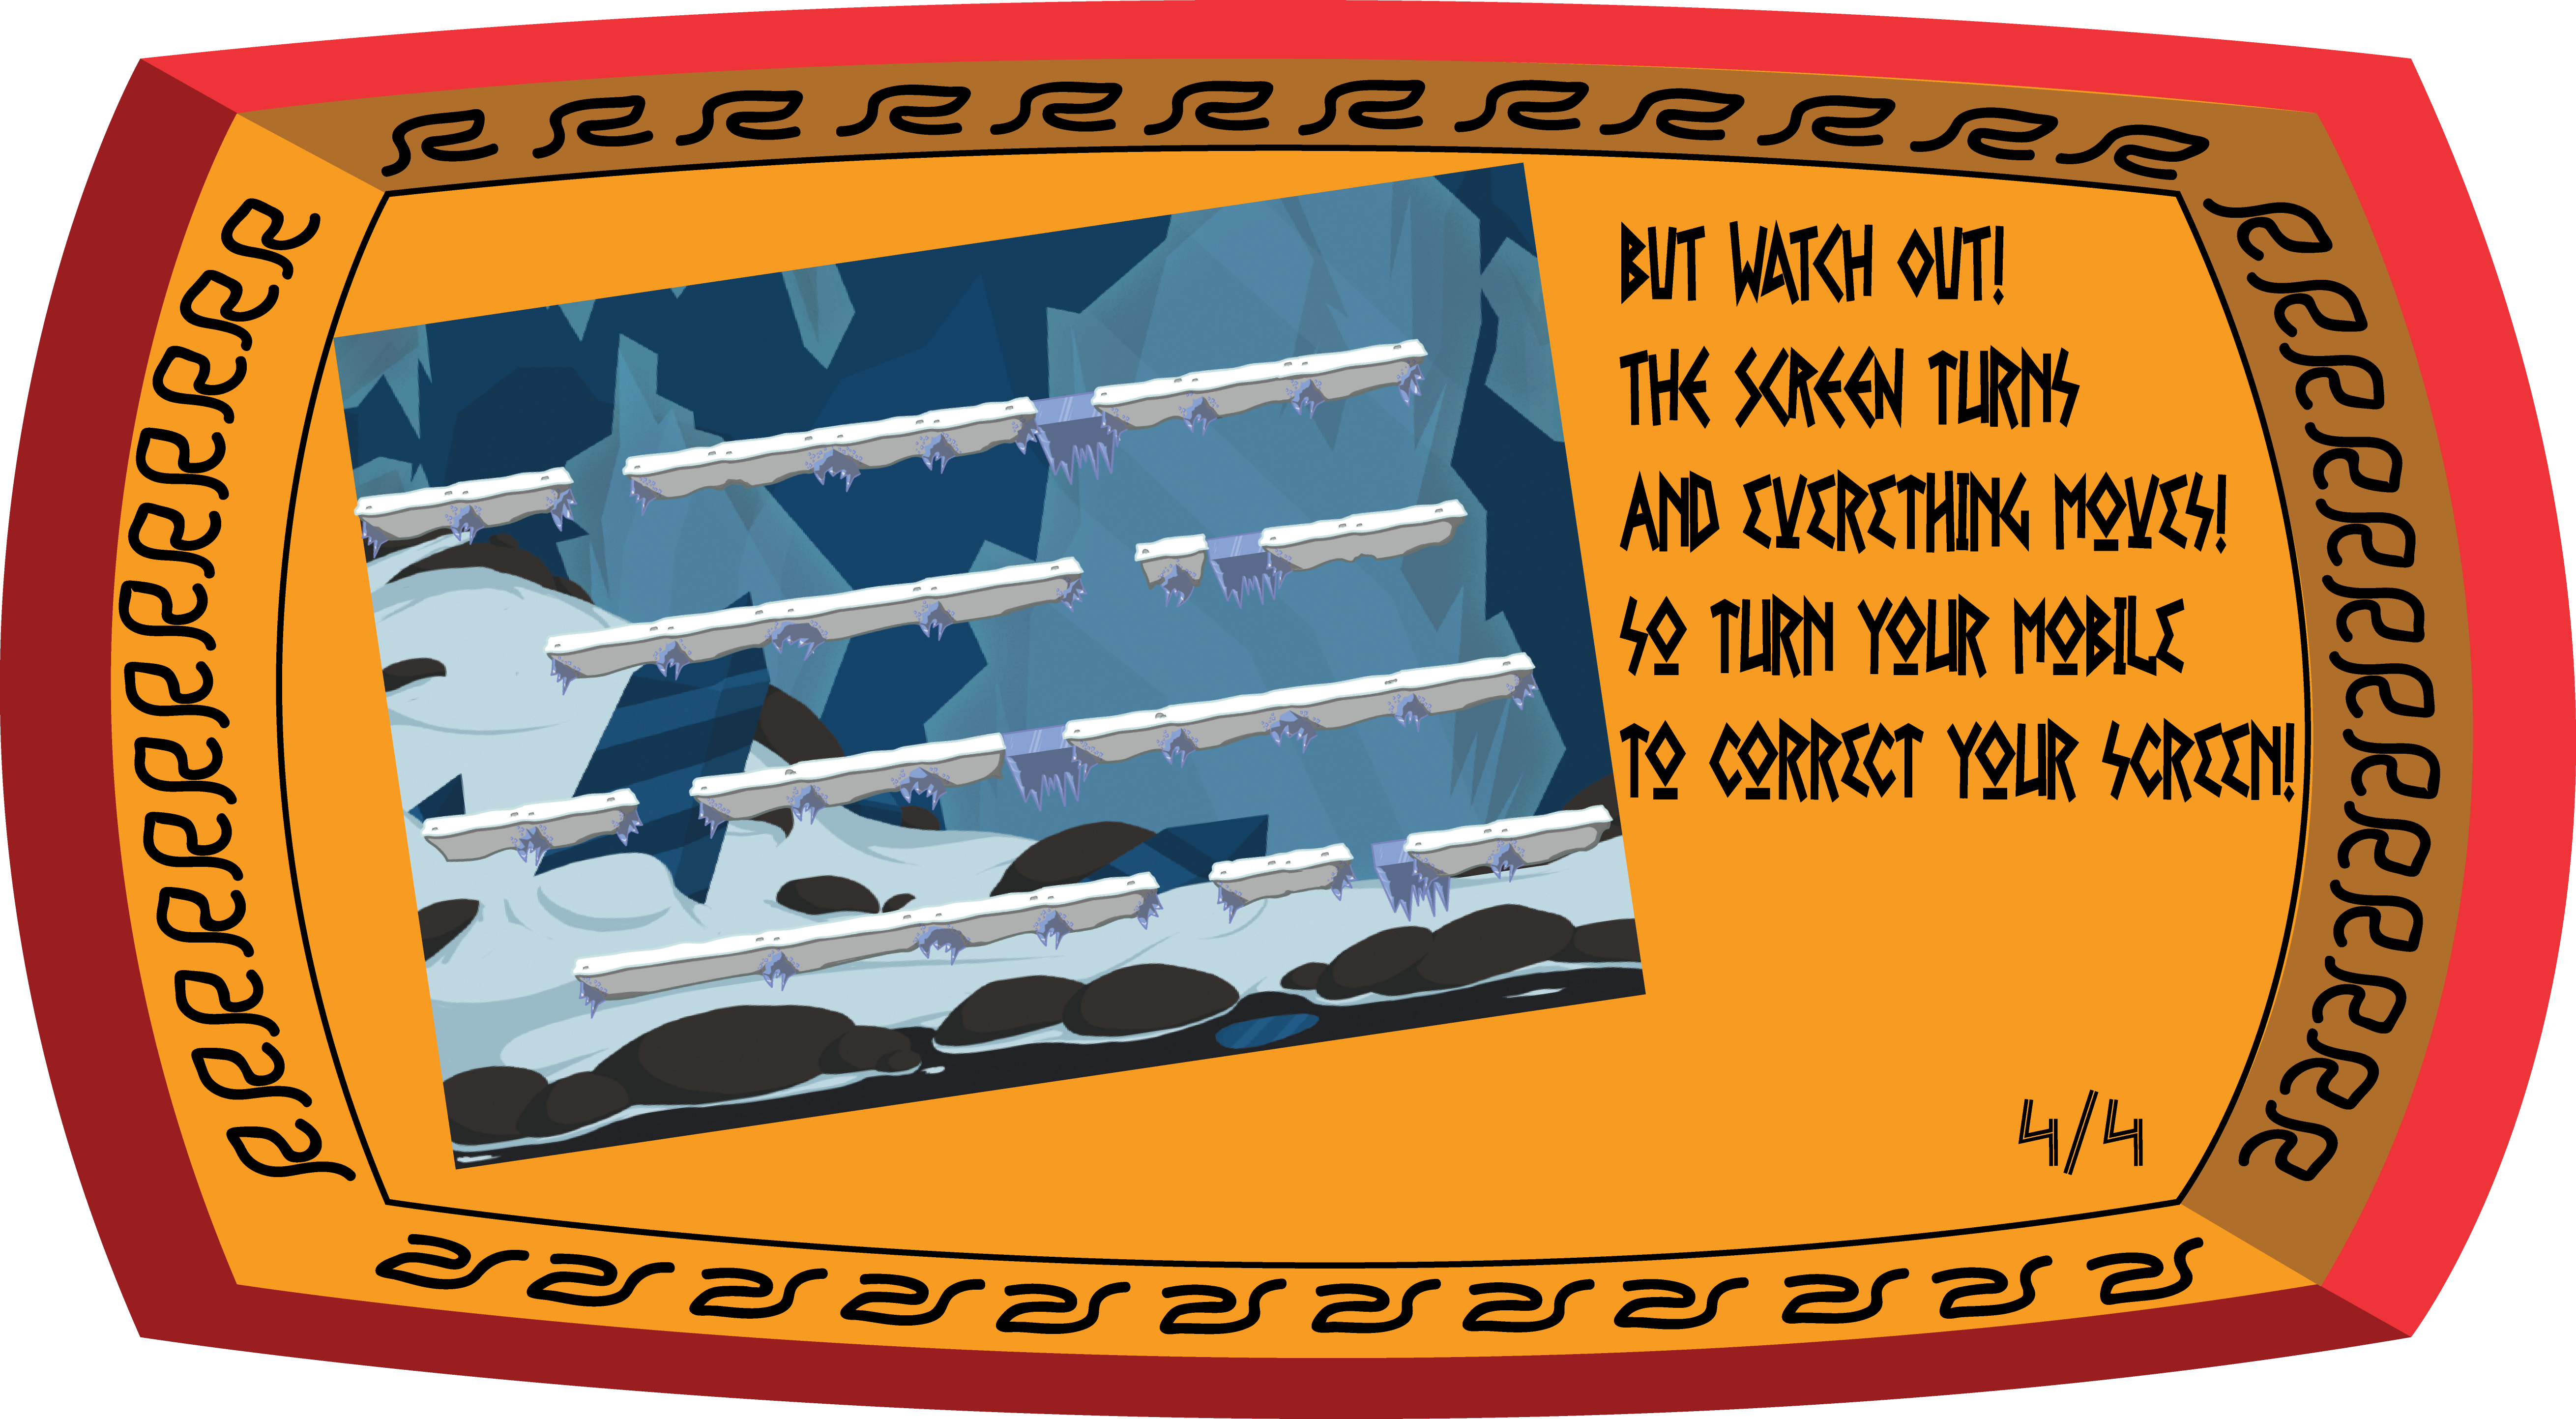 BUT WATCH OUT!
THE SCREEN TURNS
AND EVERETHING MOVES!
SO TURN YOUR MOBILE
TO CORRECT YOUR SCREEN!
4/4